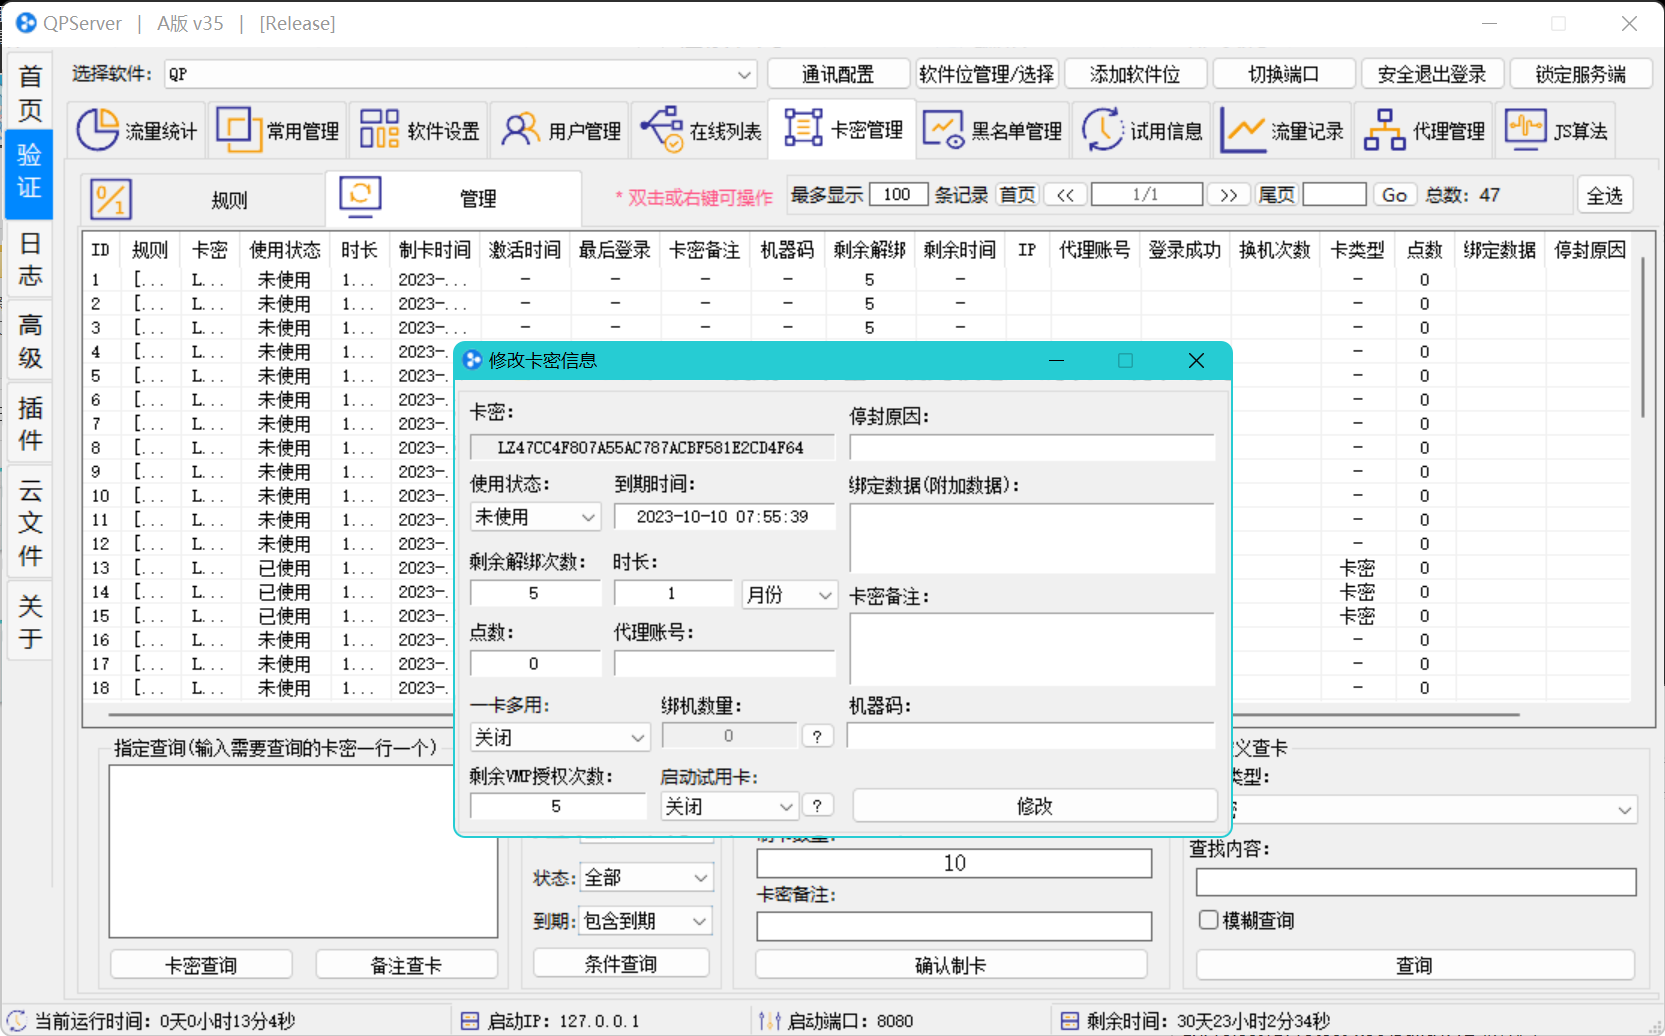 QPServer | A版 v35 | [Release]
首页
验证
日志
高级
插件
云文件
关于
选择软件: QP 通讯配置 软件位管理/选择 添加软件位 切换端口 安全退出登录 锁定服务端
流量统计 常用管理 软件设置 用户管理 在线列表 卡密管理 黑名单管理 试用信息 流量记录 代理管理 JS算法
0/1 规则 管理 * 双击或右键可操作 最多显示 100 条记录 首页 << 1/1 >> 尾页 Go 总数: 47 全选
ID 规则 卡密 使用状态 时长 制卡时间 激活时间 最后登录 卡密备注 机器码 剩余解绑 剩余时间 IP 代理账号 登录成功 换机次数 卡类型 点数 绑定数据 停封原因
1 [... L... 未使用 1... 2023-... - - - - 5 - - 0
2 [... L... 未使用 1... 2023-... - - - - 5 - - 0
3 [... L... 未使用 1... 2023-... - - - - 5 - - 0
4 [... L... 未使用 1... 2023-. - 0
5 [... L... 未使用 1... 2023-. - 0
6 [... L... 未使用 1... 2023-. - 0
7 [... L... 未使用 1... 2023-. - 0
8 [... L... 未使用 1... 2023-. - 0
9 [... L... 未使用 1... 2023-. - 0
10 [... L... 未使用 1... 2023-. - 0
11 [... L... 未使用 1... 2023-. - 0
12 [... L... 未使用 1... 2023-. - 0
13 [... L... 已使用 1... 2023-. 卡密 0
14 [... L... 已使用 1... 2023-. 卡密 0
15 [... L... 已使用 1... 2023-. 卡密 0
16 [... L... 未使用 1... 2023-. - 0
17 [... L... 未使用 1... 2023-. - 0
18 [... L... 未使用 1... 2023-. - 0
修改卡密信息
卡密:
LZ47CC4F807A55AC787ACBF581E2CD4F64
停封原因:
使用状态: 到期时间:
未使用 2023-10-10 07:55:39
绑定数据(附加数据):
剩余解绑次数: 时长:
5 1 月份
卡密备注:
点数: 代理账号:
0
一卡多用: 绑机数量: 机器码:
关闭 0 ?
剩余VMP授权次数: 启动试用卡:
5 关闭 ? 修改
指定查询(输入需要查询的卡密一行一个)
卡密查询 备注查卡
状态: 全部
到期: 包含到期
条件查询
10
卡密备注:
确认制卡
义查卡
类型:
查找内容:
模糊查询
查询
当前运行时间: 0天0小时13分4秒 启动IP: 127.0.0.1 启动端口: 8080 剩余时间: 30天23小时2分34秒